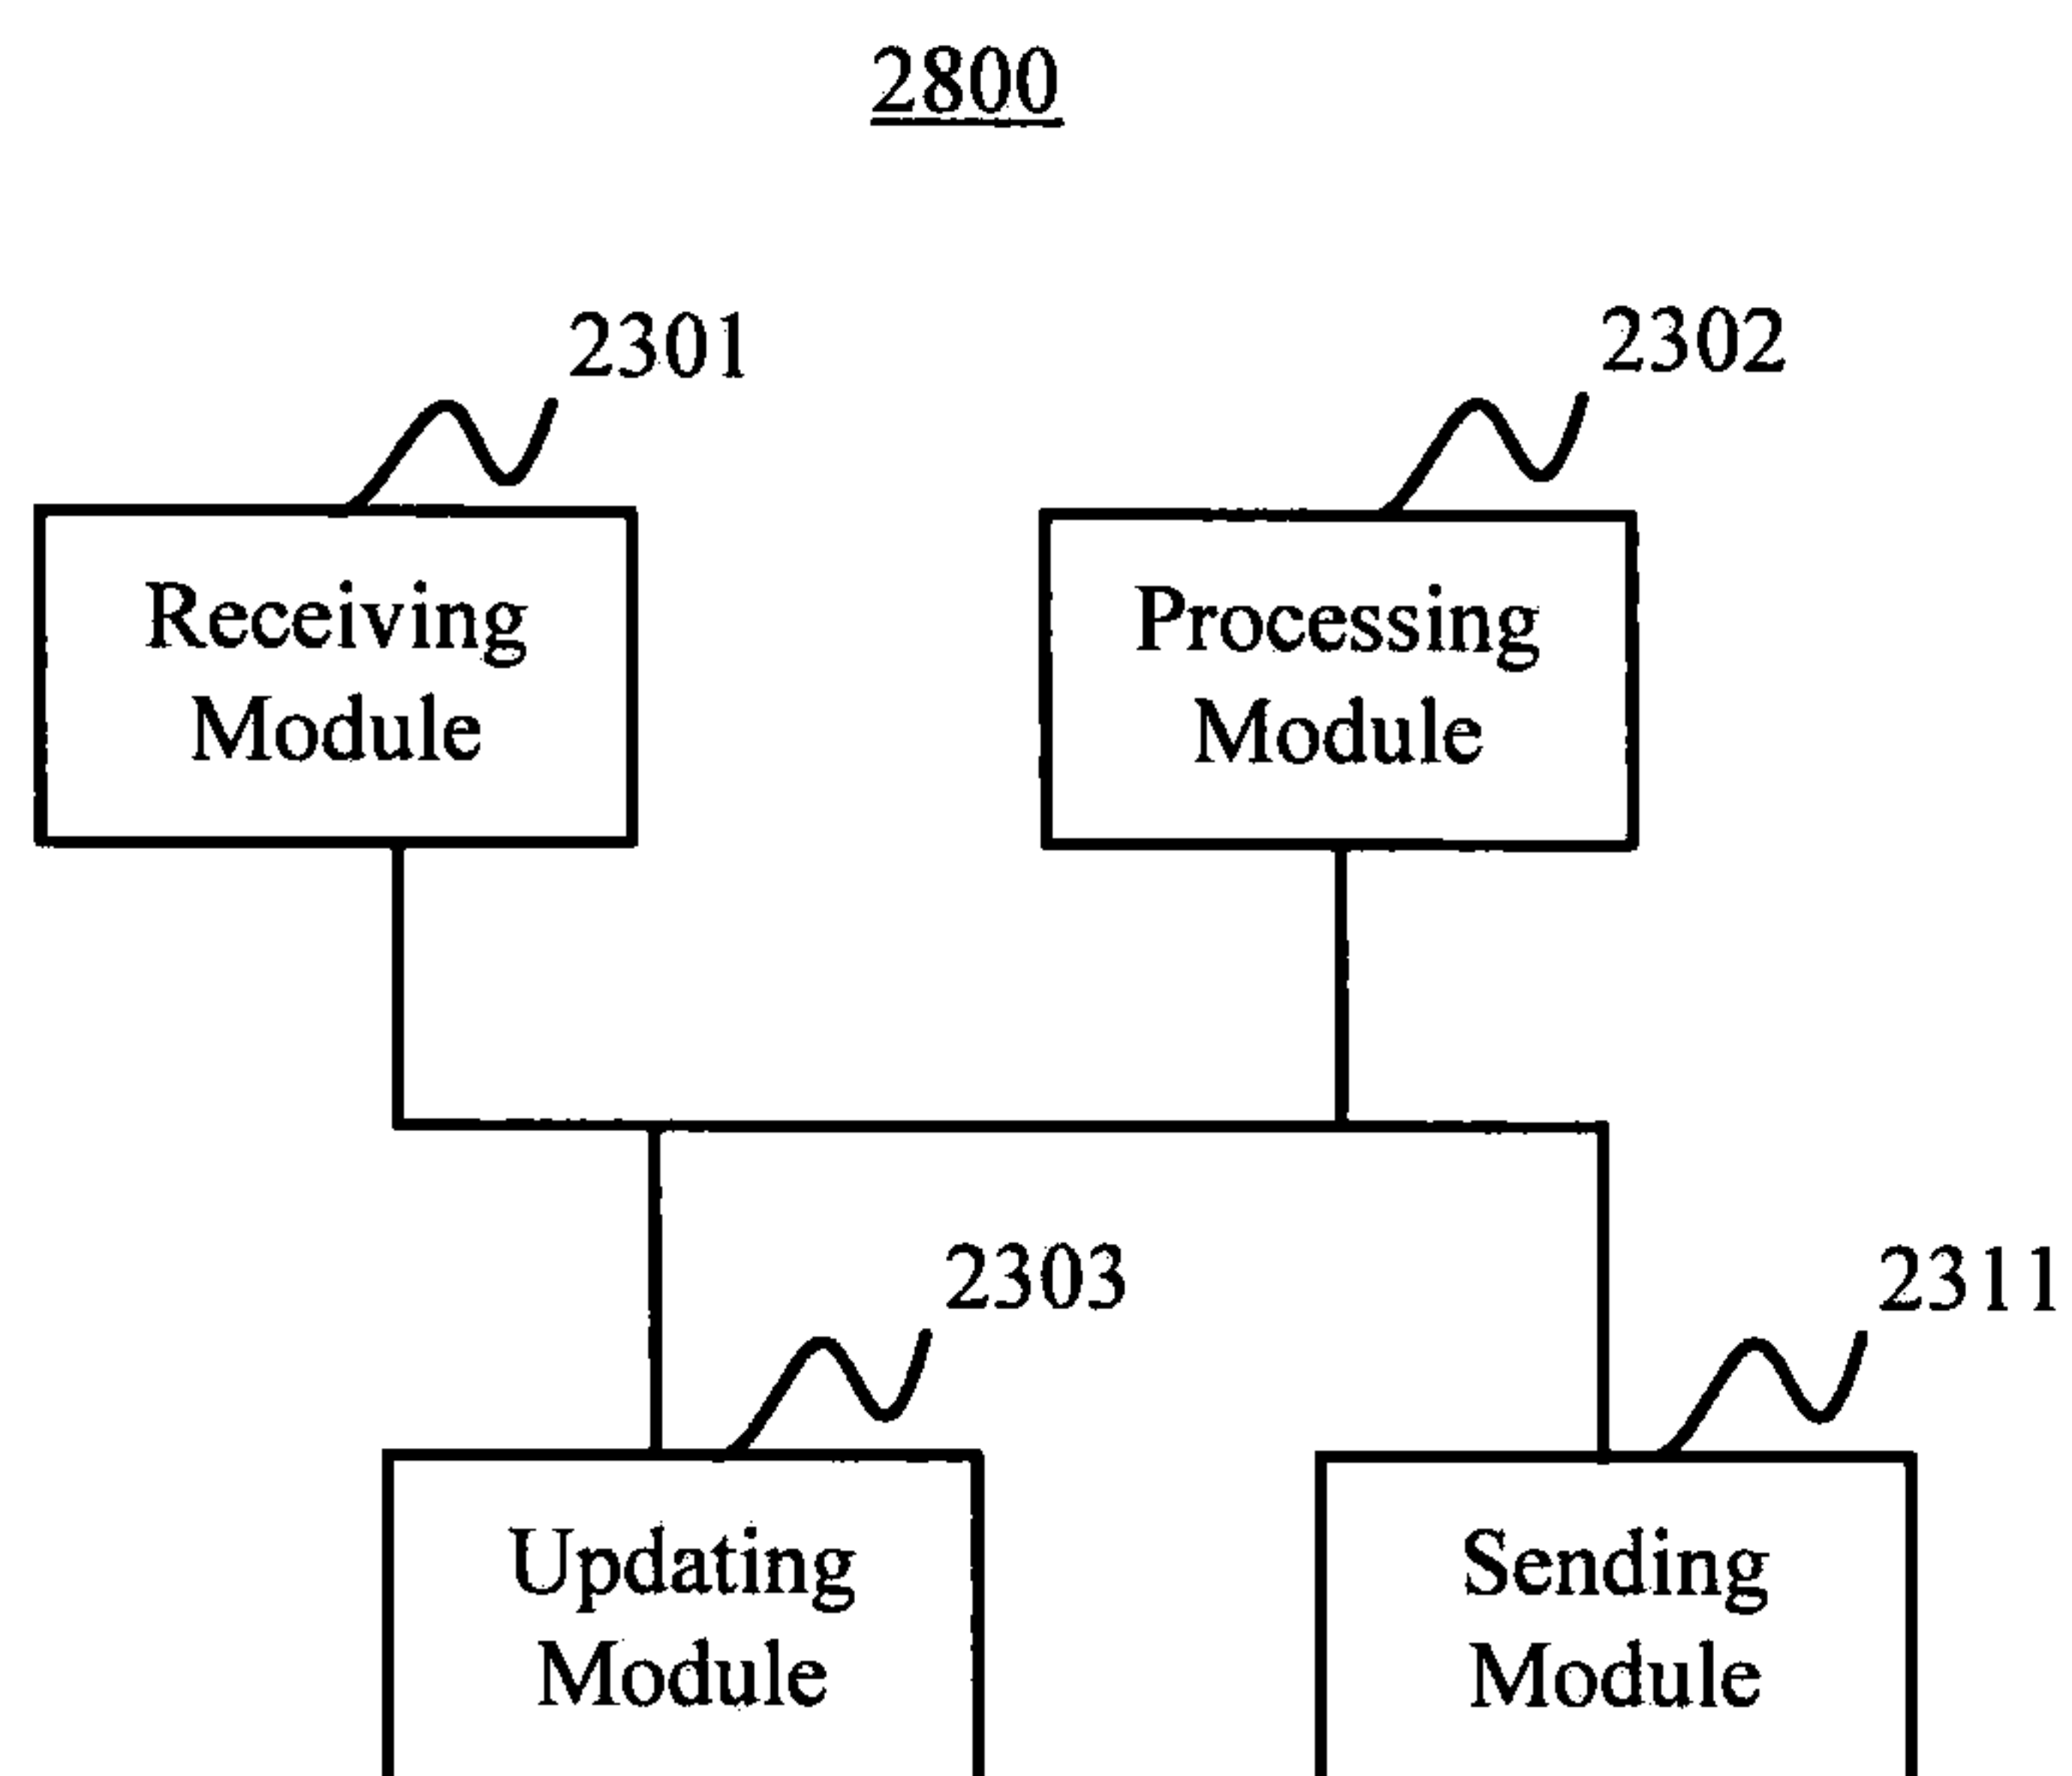 2800
2301
2302
Receiving
Module
Processing
Module
2303
2311
Updating
Module
Sending
Module